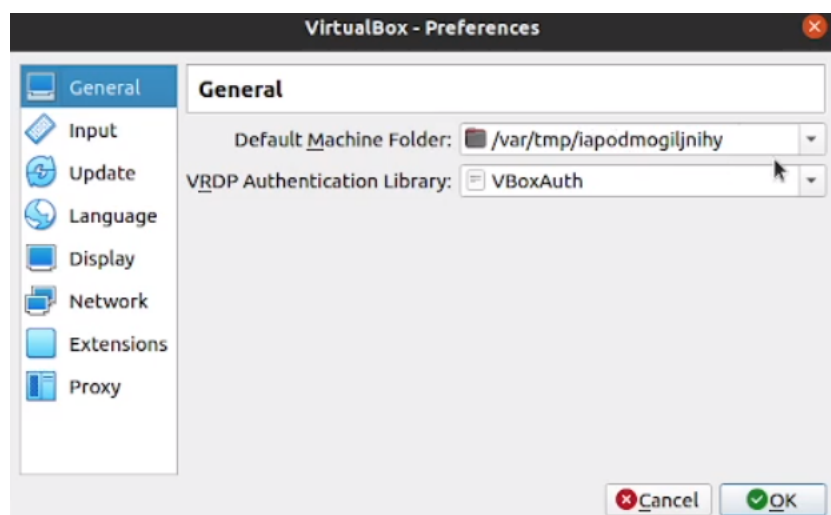 VirtualBox - Preferences
General
Input
Update
Language
Display
Network
Extensions
Proxy
General
Default Machine Folder: /var/tmp/iapodmogiljnihy
VRDP Authentication Library: VBoxAuth
Cancel
OK